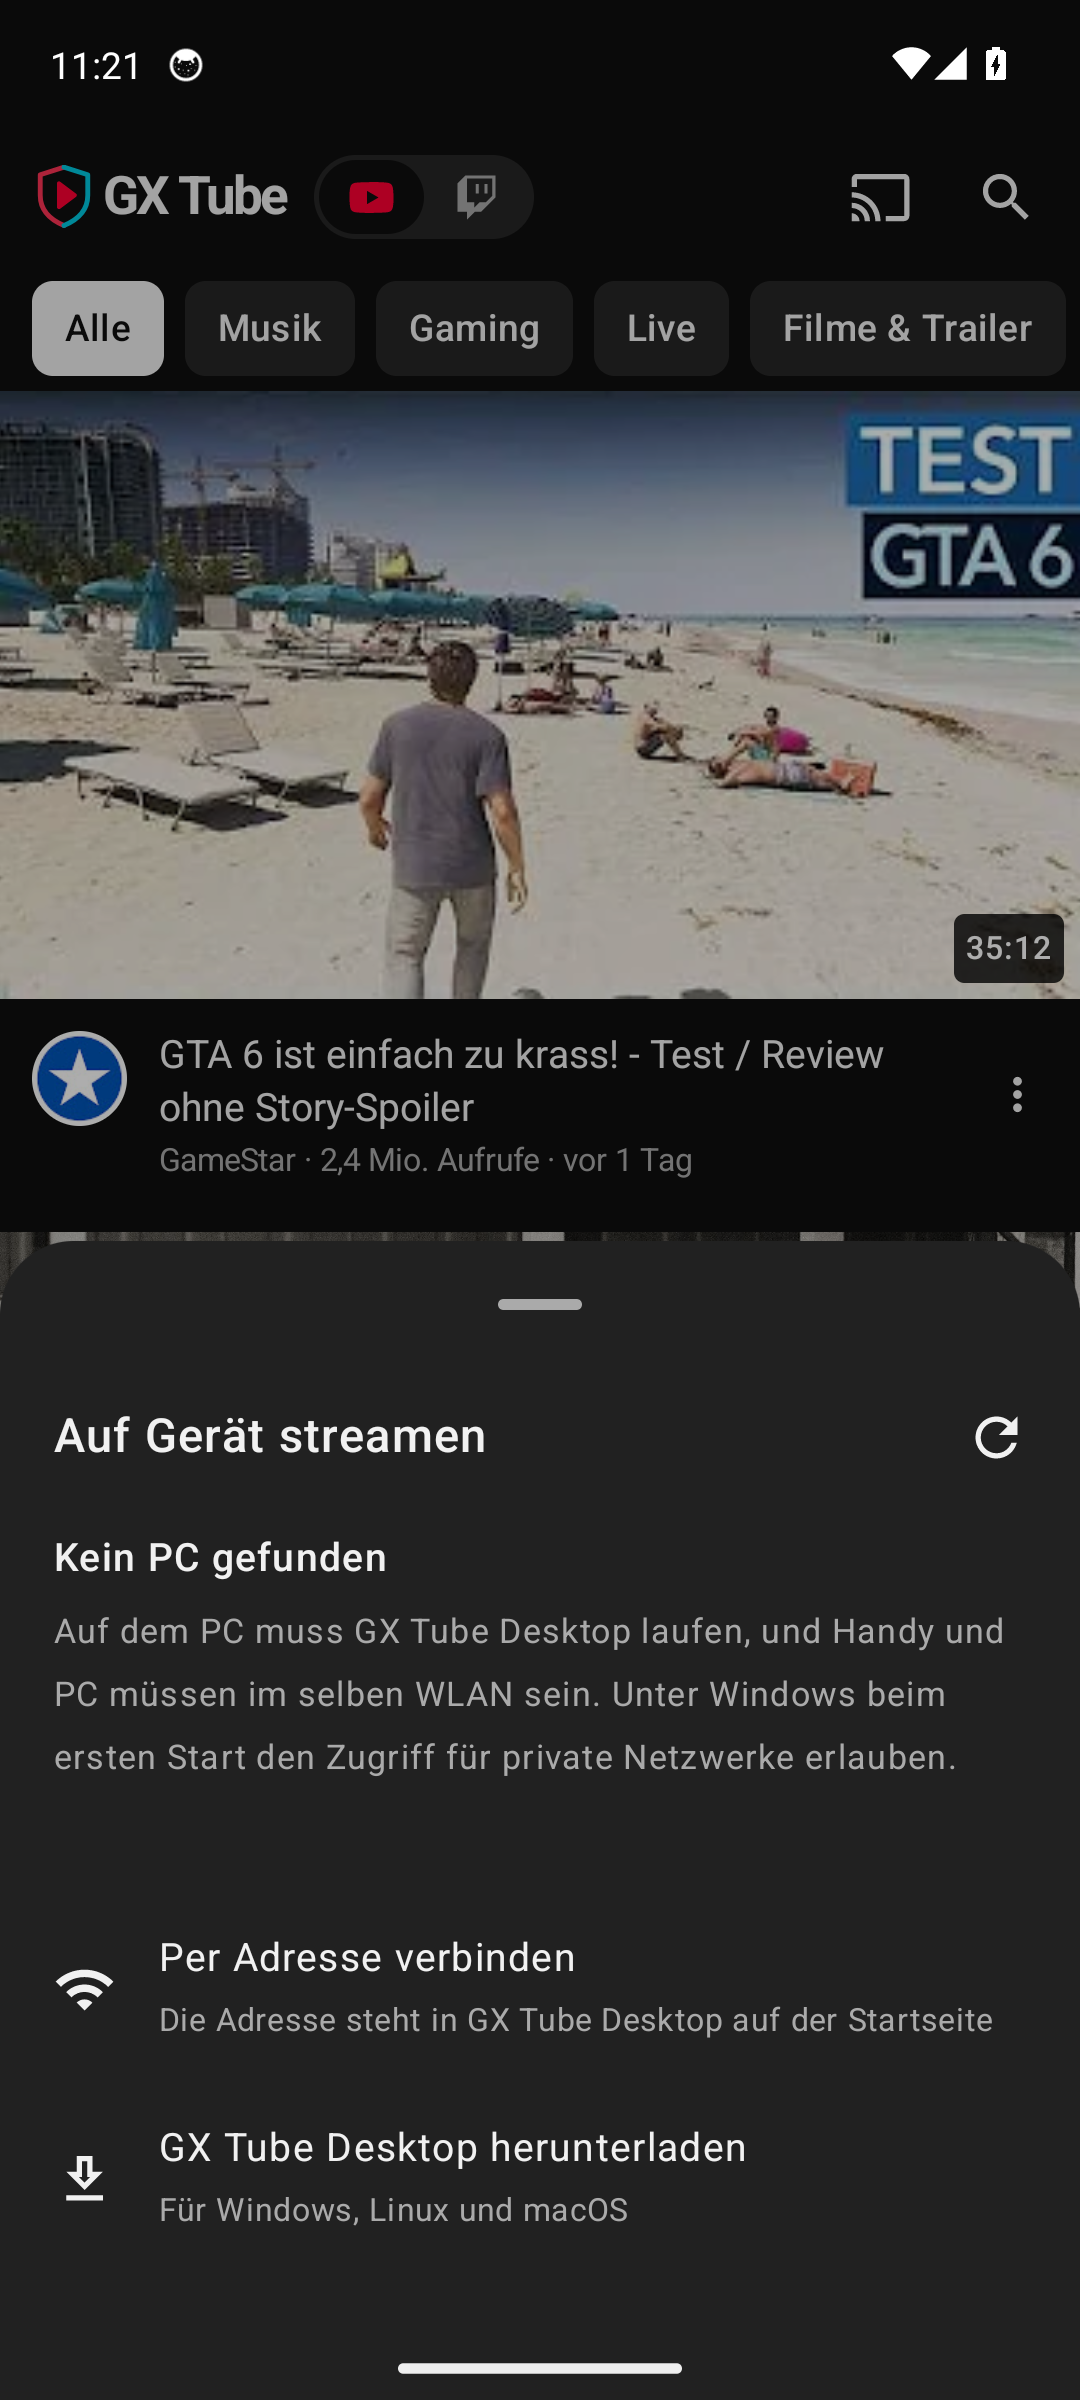 11:21
GX Tube
Alle
Musik
Gaming
Live
Filme & Trailer
TEST
GTA 6
35:12
GTA 6 ist einfach zu krass! - Test / Review
ohne Story-Spoiler
GameStar · 2,4 Mio. Aufrufe · vor 1 Tag
Auf Gerät streamen
Kein PC gefunden
Auf dem PC muss GX Tube Desktop laufen, und Handy und
PC müssen im selben WLAN sein. Unter Windows beim
ersten Start den Zugriff für private Netzwerke erlauben.
Per Adresse verbinden
Die Adresse steht in GX Tube Desktop auf der Startseite
GX Tube Desktop herunterladen
Für Windows, Linux und macOS